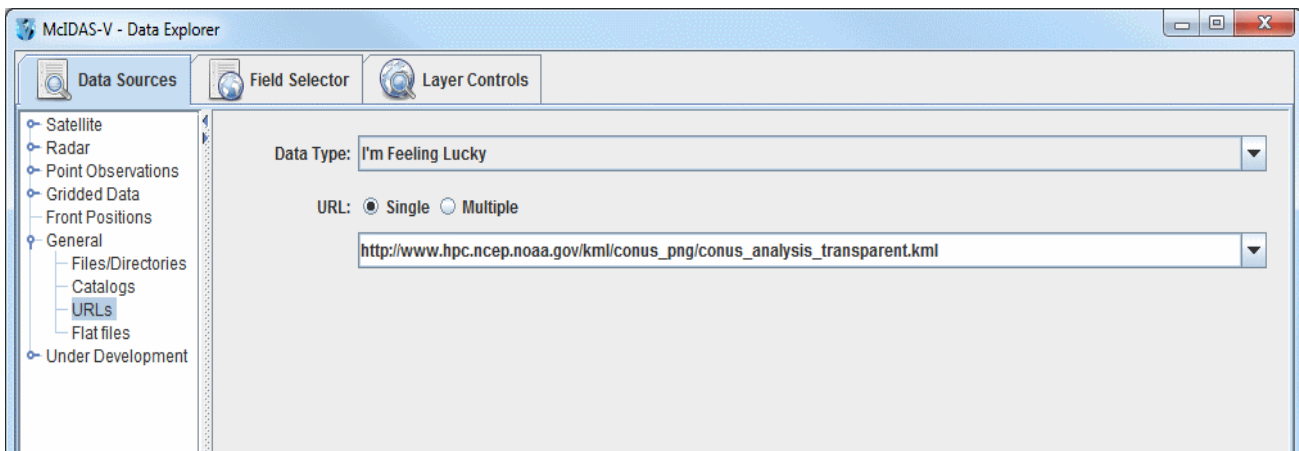 McIDAS-V - Data Explorer
Data Sources
Field Selector
Layer Controls
Satellite
Radar
Point Observations
Gridded Data
Front Positions
General
Files/Directories
Catalogs
URLs
Flat files
Under Development
Data Type: I'm Feeling Lucky
URL: Single Multiple
http://www.hpc.ncep.noaa.gov/kml/conus_png/conus_analysis_transparent.kml